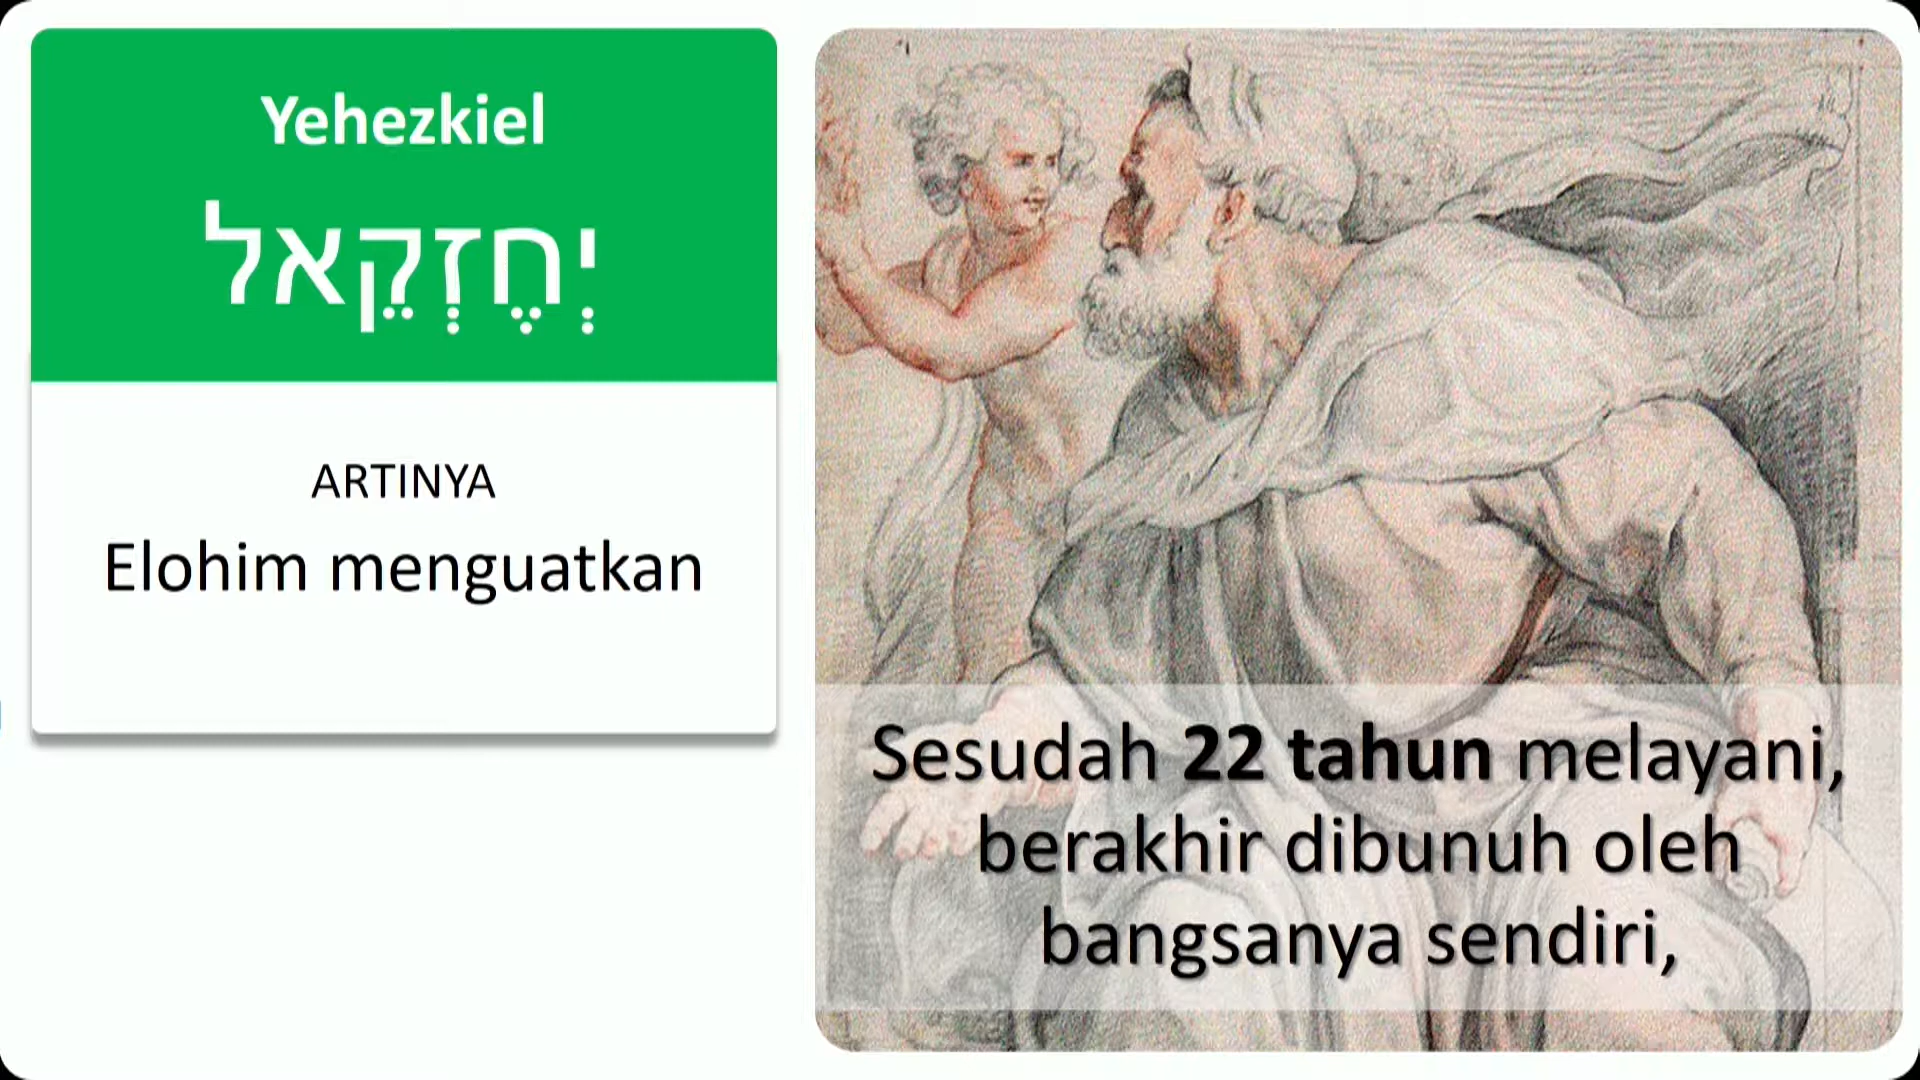 Yehezkiel
יְחֶזְקֵאל
ARTINYA
Elohim menguatkan
Sesudah 22 tahun melayani,
berakhir dibunuh oleh
bangsanya sendiri,